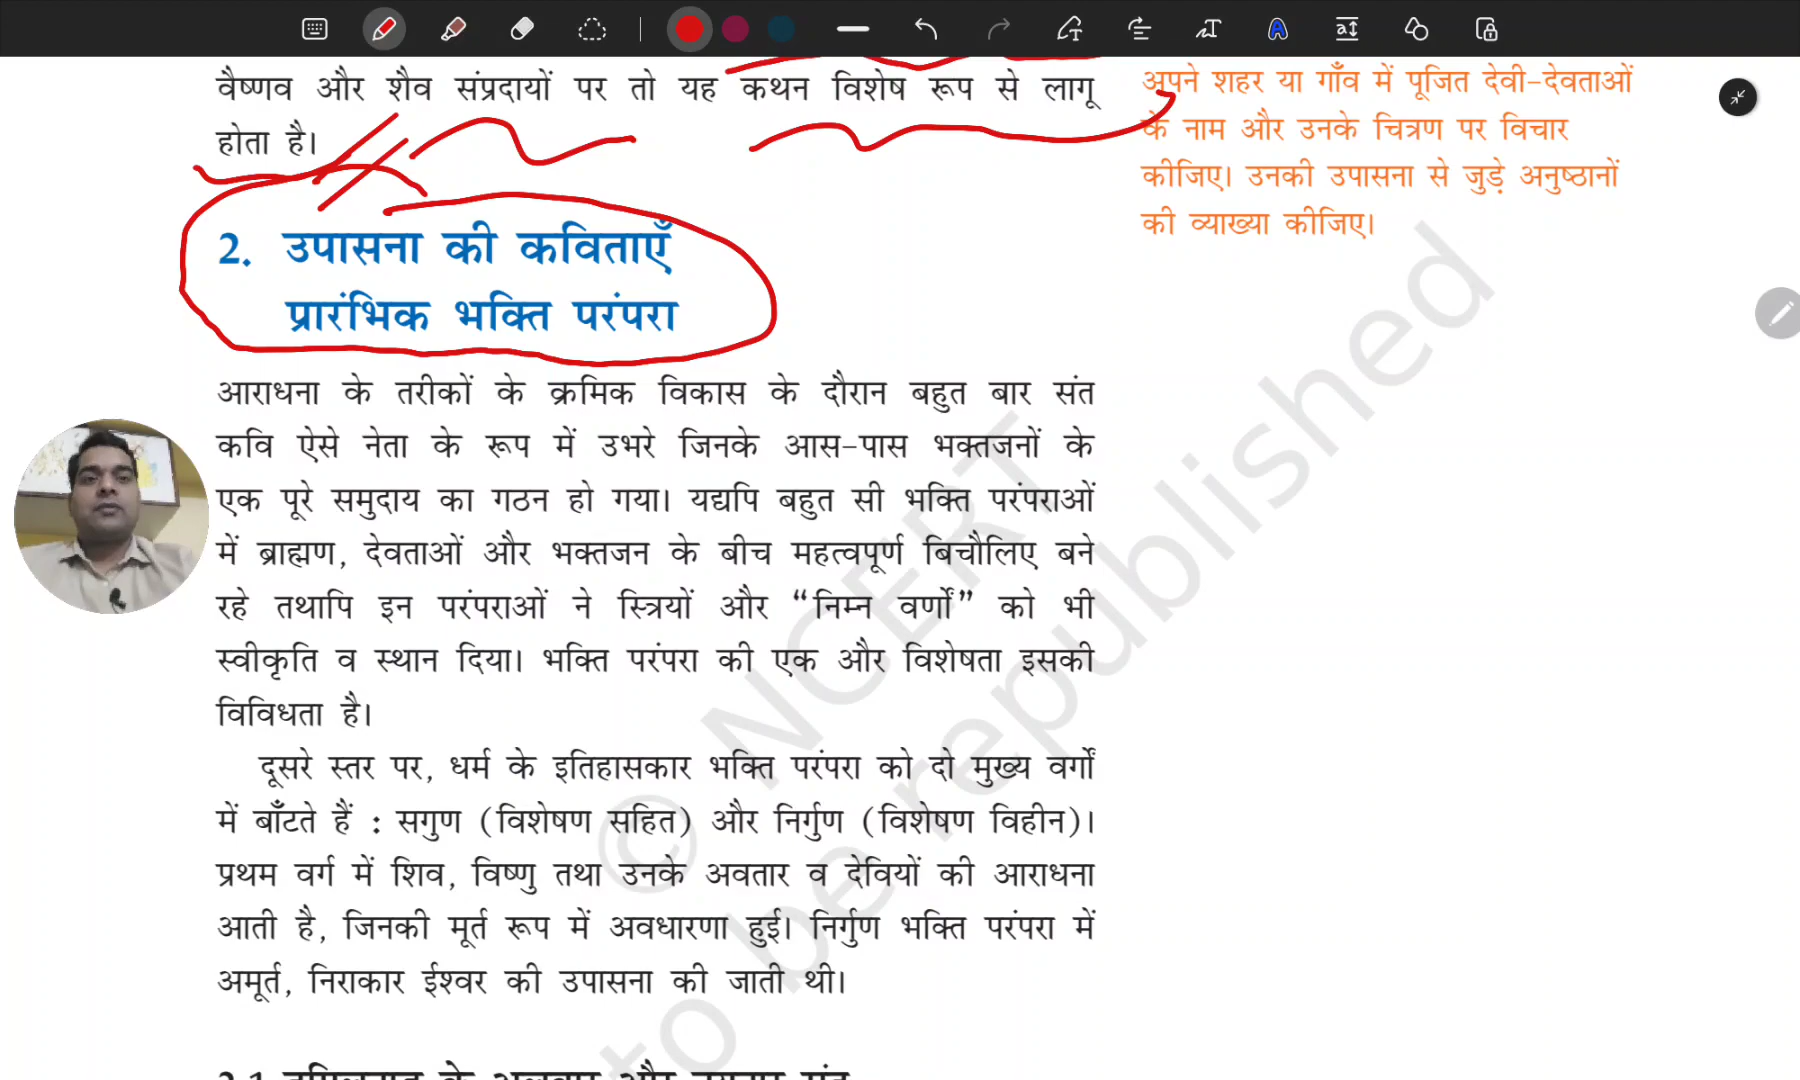 वैष्णव और शैव संप्रदायों पर तो यह कथन विशेष रूप से लागू
होता है।
2. उपासना की कविताएँ
प्रारंभिक भक्ति परंपरा
आराधना के तरीकों के क्रमिक विकास के दौरान बहुत बार संत
कवि ऐसे नेता के रूप में उभरे जिनके आस-पास भक्तजनों के
एक पूरे समुदाय का गठन हो गया। यद्यपि बहुत सी भक्ति परंपराओं
में ब्राह्मण, देवताओं और भक्तजन के बीच महत्वपूर्ण बिचौलिए बने
रहे तथापि इन परंपराओं ने स्त्रियों और “निम्न वर्णों” को भी
स्वीकृति व स्थान दिया। भक्ति परंपरा की एक और विशेषता इसकी
विविधता है।
दूसरे स्तर पर, धर्म के इतिहासकार भक्ति परंपरा को दो मुख्य वर्गों
में बाँटते हैं : सगुण (विशेषण सहित) और निर्गुण (विशेषण विहीन)।
प्रथम वर्ग में शिव, विष्णु तथा उनके अवतार व देवियों की आराधना
आती है, जिनकी मूर्त रूप में अवधारणा हुई। निर्गुण भक्ति परंपरा में
अमूर्त, निराकार ईश्वर की उपासना की जाती थी।
अपने शहर या गाँव में पूजित देवी-देवताओं
के नाम और उनके चित्रण पर विचार
कीजिए। उनकी उपासना से जुड़े अनुष्ठानों
की व्याख्या कीजिए।
© NCERT
to be republished